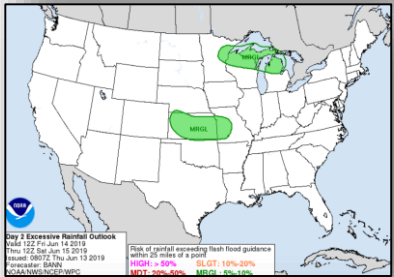 MRGL
MRGL
NOAA
Day 2 Excessive Rainfall Outlook
Valid 12Z Fri Jun 14 2019
Thru 12Z Sat Jun 15 2019
Issued: 0807Z Thu Jun 13 2019
Forecaster: BANN
NOAA/NWS/NCEP/WPC
Risk of rainfall exceeding flash flood guidance
within 25 miles of a point
HIGH: > 50% SLGT: 10%-20%
MDT: 20%-50% MRGL: 5%-10%